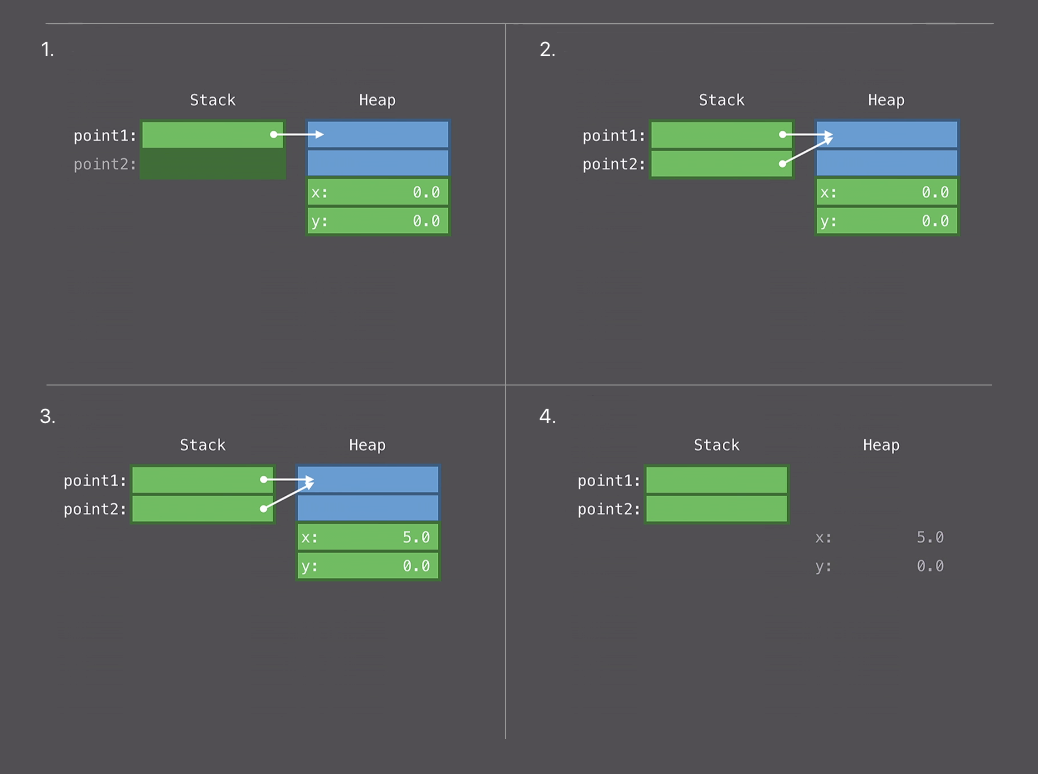 1.
Stack Heap
point1:
point2:
x: 0.0
y: 0.0
2.
Stack Heap
point1:
point2:
x: 0.0
y: 0.0
3.
Stack Heap
point1:
point2:
x: 5.0
y: 0.0
4.
Stack Heap
point1:
point2:
x: 5.0
y: 0.0